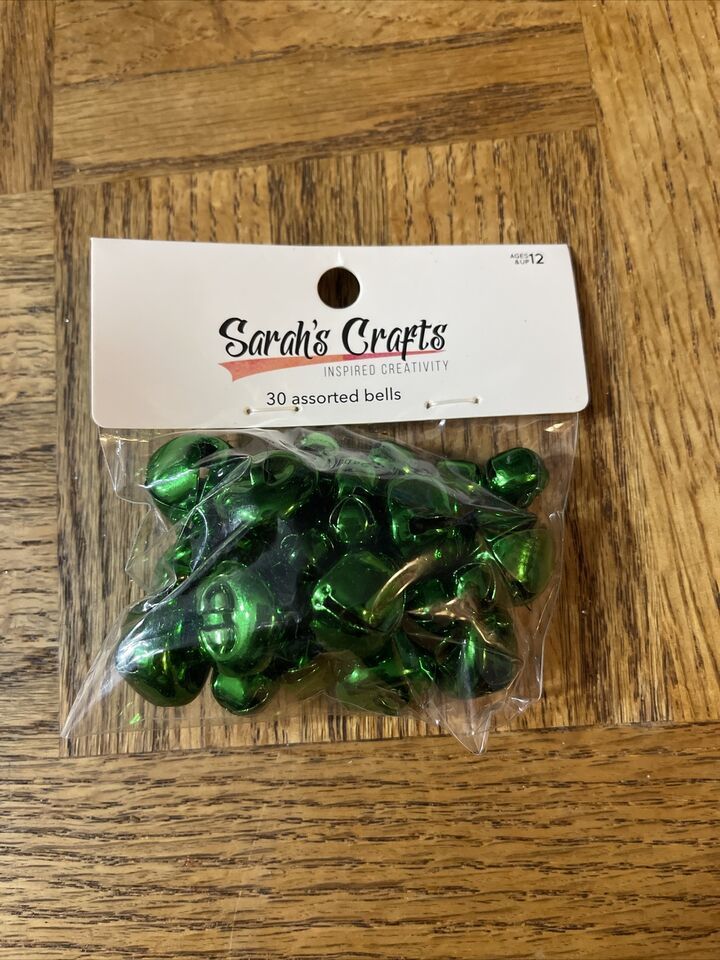 AGES
& UP 12
Sarah's Crafts
INSPIRED CREATIVITY
30 assorted bells